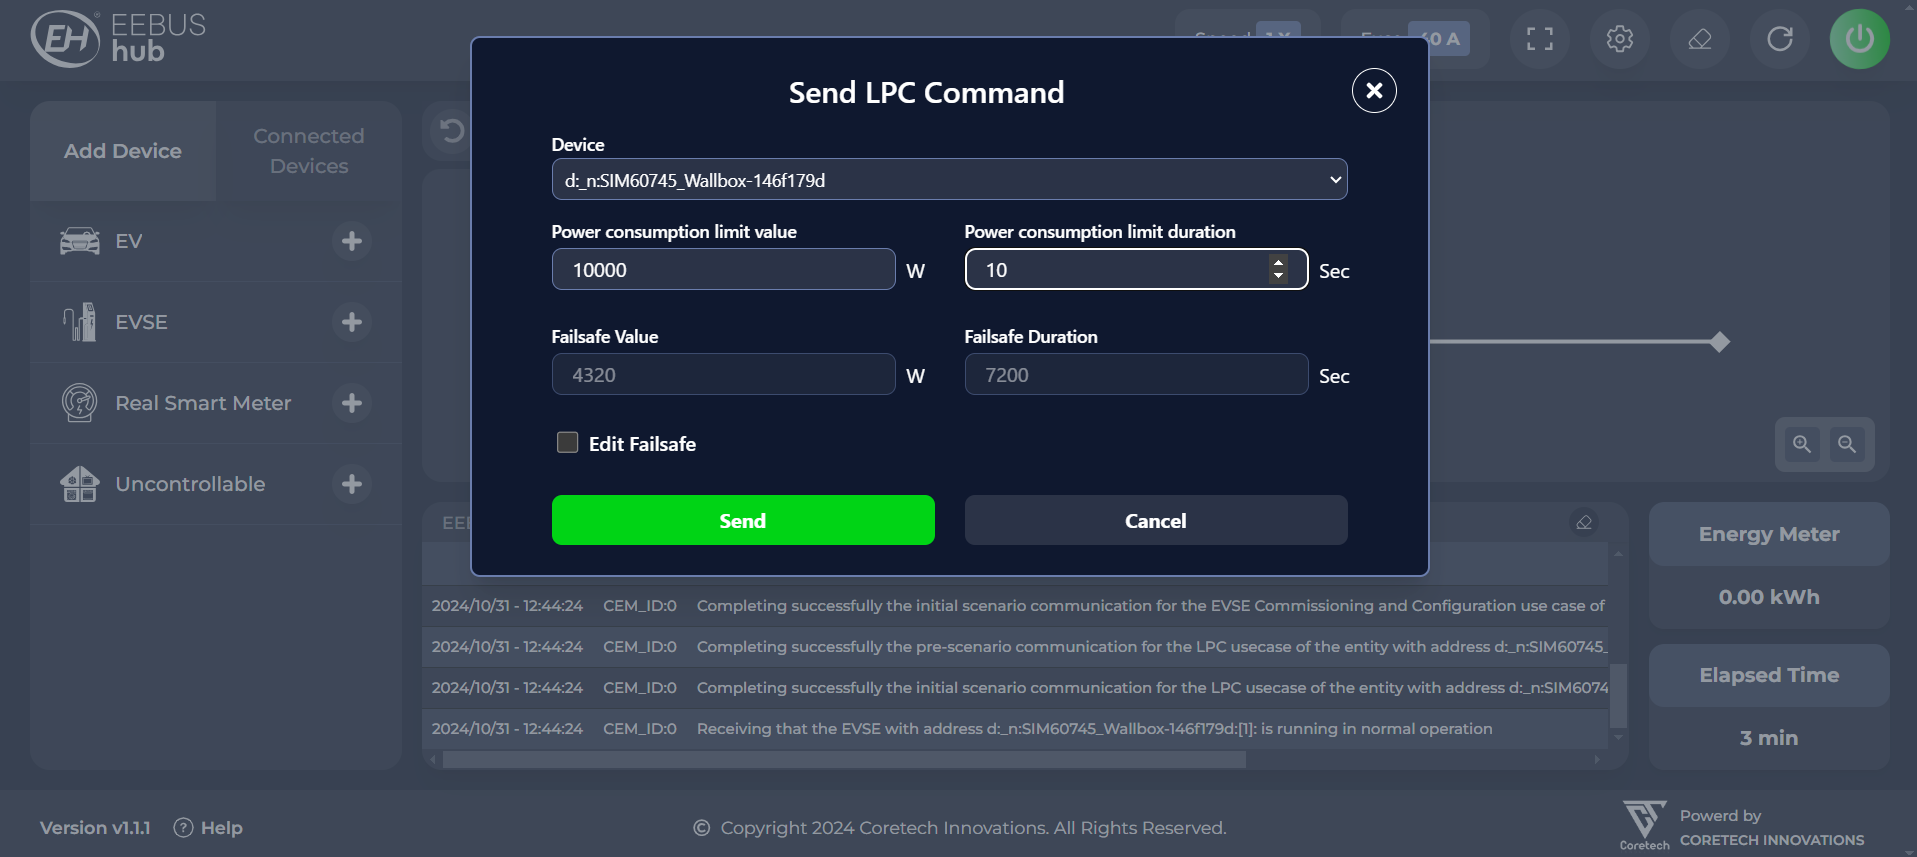 EH® EEBUS
hub
60 A
Send LPC Command
Add Device
Connected
Devices
Device
d:_n:SIM60745_Wallbox-146f179d
Power consumption limit value
Power consumption limit duration
10000 W
10 Sec
Failsafe Value
Failsafe Duration
4320 W
7200 Sec
Edit Failsafe
Send
Cancel
EV
EVSE
Real Smart Meter
Uncontrollable
2024/10/31 - 12:44:24 CEM_ID:0 Completing successfully the initial scenario communication for the EVSE Commissioning and Configuration use case of
2024/10/31 - 12:44:24 CEM_ID:0 Completing successfully the pre-scenario communication for the LPC usecase of the entity with address d:_n:SIM60745_
2024/10/31 - 12:44:24 CEM_ID:0 Completing successfully the initial scenario communication for the LPC usecase of the entity with address d:_n:SIM6074
2024/10/31 - 12:44:24 CEM_ID:0 Receiving that the EVSE with address d:_n:SIM60745_Wallbox-146f179d:[1]: is running in normal operation
Energy Meter
0.00 kWh
Elapsed Time
3 min
Version v1.1.1 ? Help
© Copyright 2024 Coretech Innovations. All Rights Reserved.
Coretech
Powerd by
CORETECH INNOVATIONS